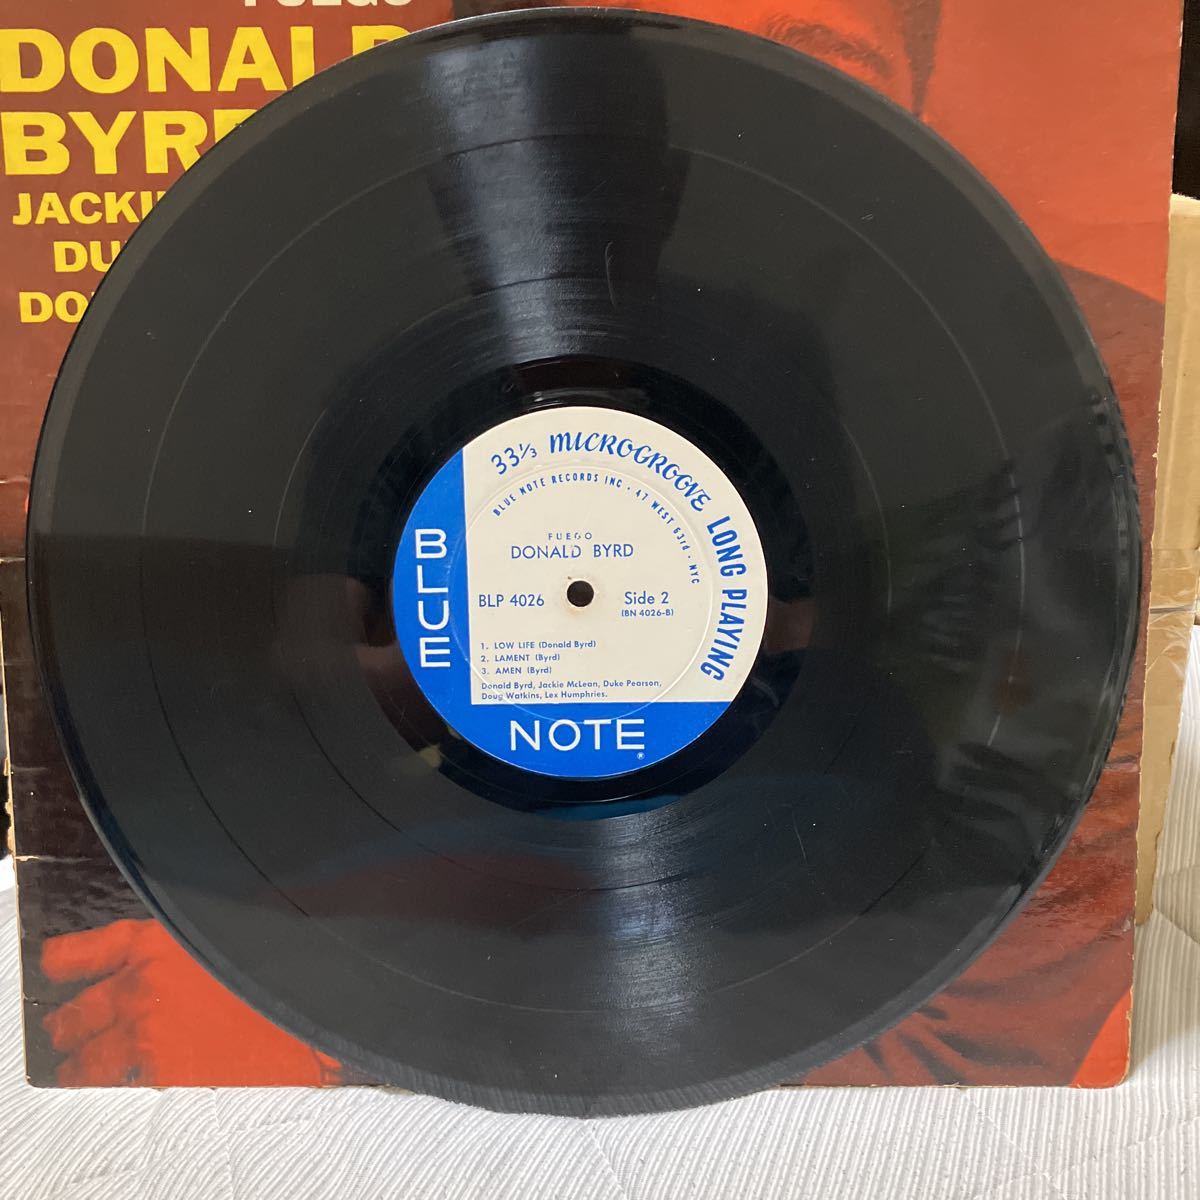 FUEGO
DONALD
BYRD
JACKIE
DU
DO
33⅓ MICROGROOVE LONG PLAYING
BLUE NOTE RECORDS INC • 47 WEST 63rd • NYC
FUEGO
DONALD BYRD
BLP 4026
Side 2
(BN 4026-B)
1. LOW LIFE (Donald Byrd)
2. LAMENT (Byrd)
3. AMEN (Byrd)
Donald Byrd, Jackie McLean, Duke Pearson,
Doug Watkins, Lex Humphries.
BLUE
NOTE
®